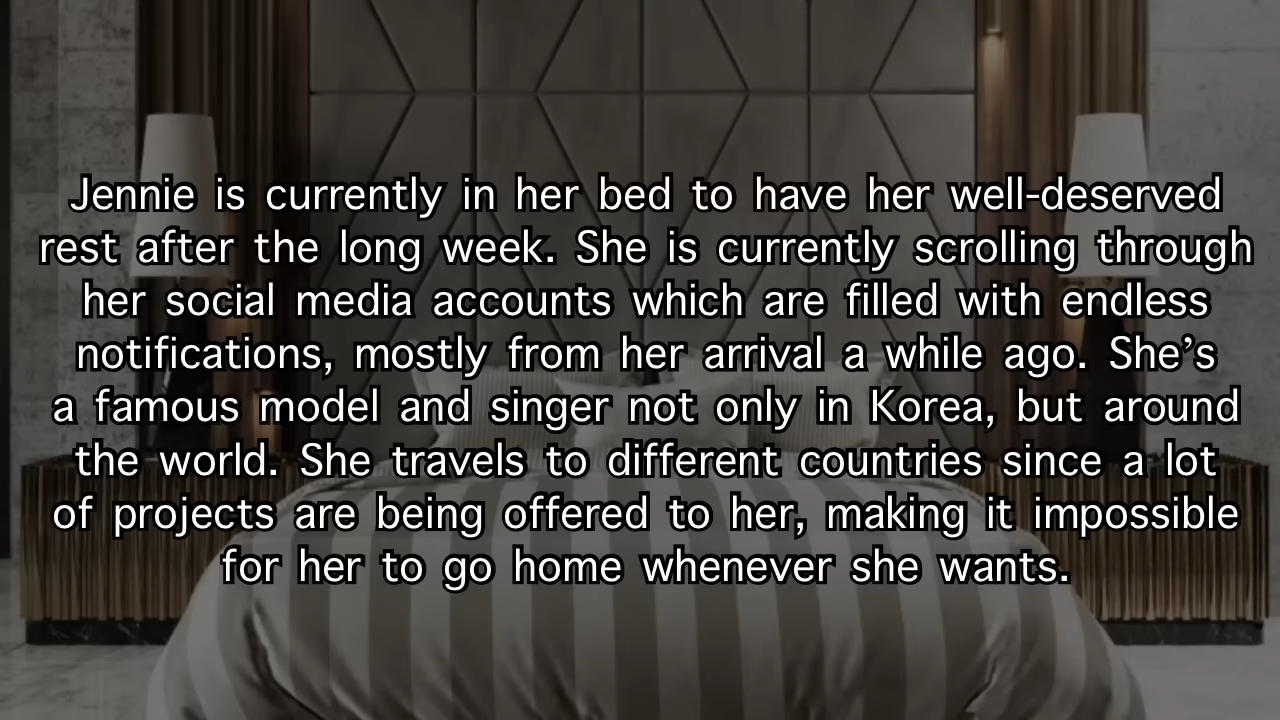 Jennie is currently in her bed to have her well-deserved
rest after the long week. She is currently scrolling through
her social media accounts which are filled with endless
notifications, mostly from her arrival a while ago. She’s
a famous model and singer not only in Korea, but around
the world. She travels to different countries since a lot
of projects are being offered to her, making it impossible
for her to go home whenever she wants.